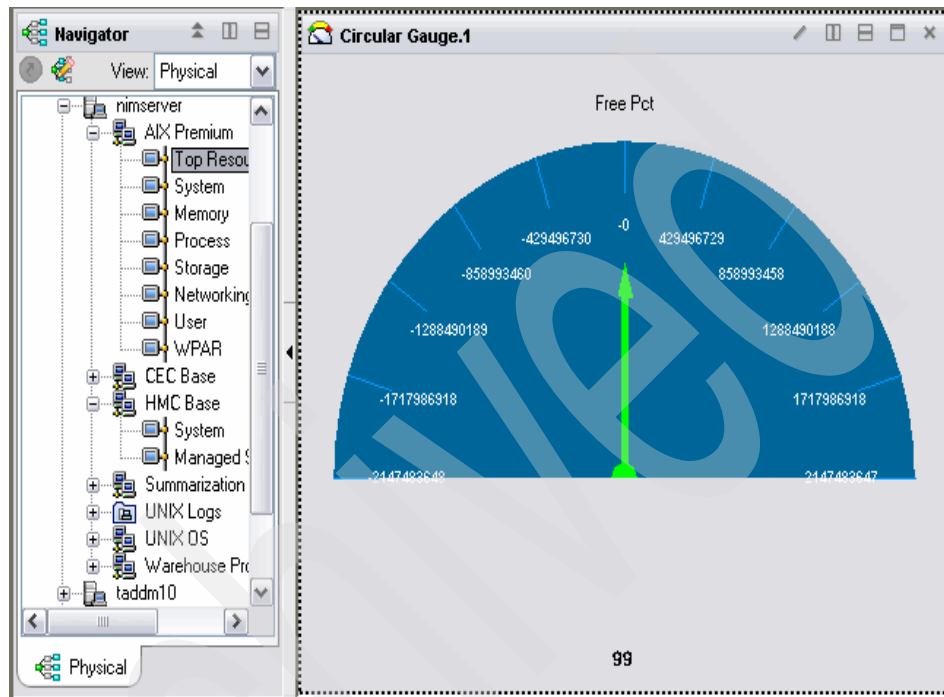 Navigator
View: Physical
nimserver
AIX Premium
Top Resou
System
Memory
Process
Storage
Networking
User
WPAR
CEC Base
HMC Base
System
Managed S
Summarization
UNIX Logs
UNIX OS
Warehouse Pro
taddm10
Physical
Circular Gauge.1
Free Pct
-0
-429496730 429496729
-858993460 858993458
-1288490189 1288490188
-1717986918 1717986918
-2147483648 2147483647
99